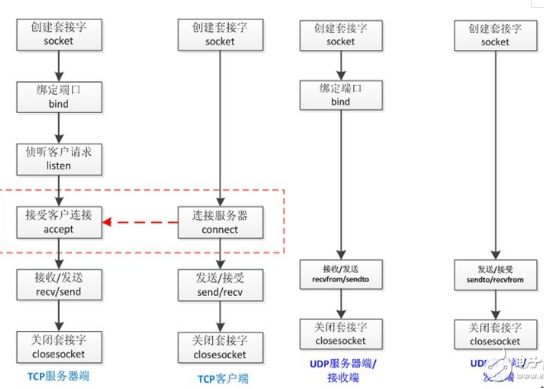 创建套接字
socket
绑定端口
bind
侦听客户请求
listen
接受客户连接
accept
接收/发送
recv/send
关闭套接字
closesocket
TCP服务器端
创建套接字
socket
连接服务器
connect
发送/接受
send/recv
关闭套接字
closesocket
TCP客户端
创建套接字
socket
绑定端口
bind
接收/发送
recvfrom/sendto
关闭套接字
closesocket
UDP服务器端/
接收端
创建套接字
socket
发送/接受
sendto/recvfrom
关闭套接字
closesocket
UDP